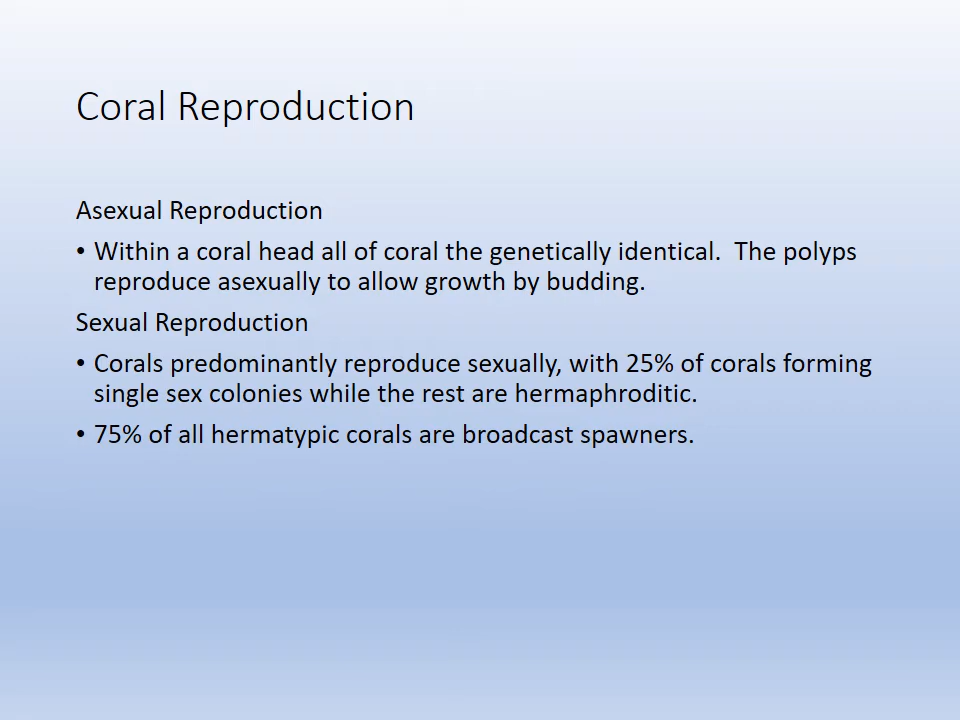 Coral Reproduction
Asexual Reproduction
• Within a coral head all of coral the genetically identical.  The polyps
reproduce asexually to allow growth by budding.
Sexual Reproduction
• Corals predominantly reproduce sexually, with 25% of corals forming
single sex colonies while the rest are hermaphroditic.
• 75% of all hermatypic corals are broadcast spawners.